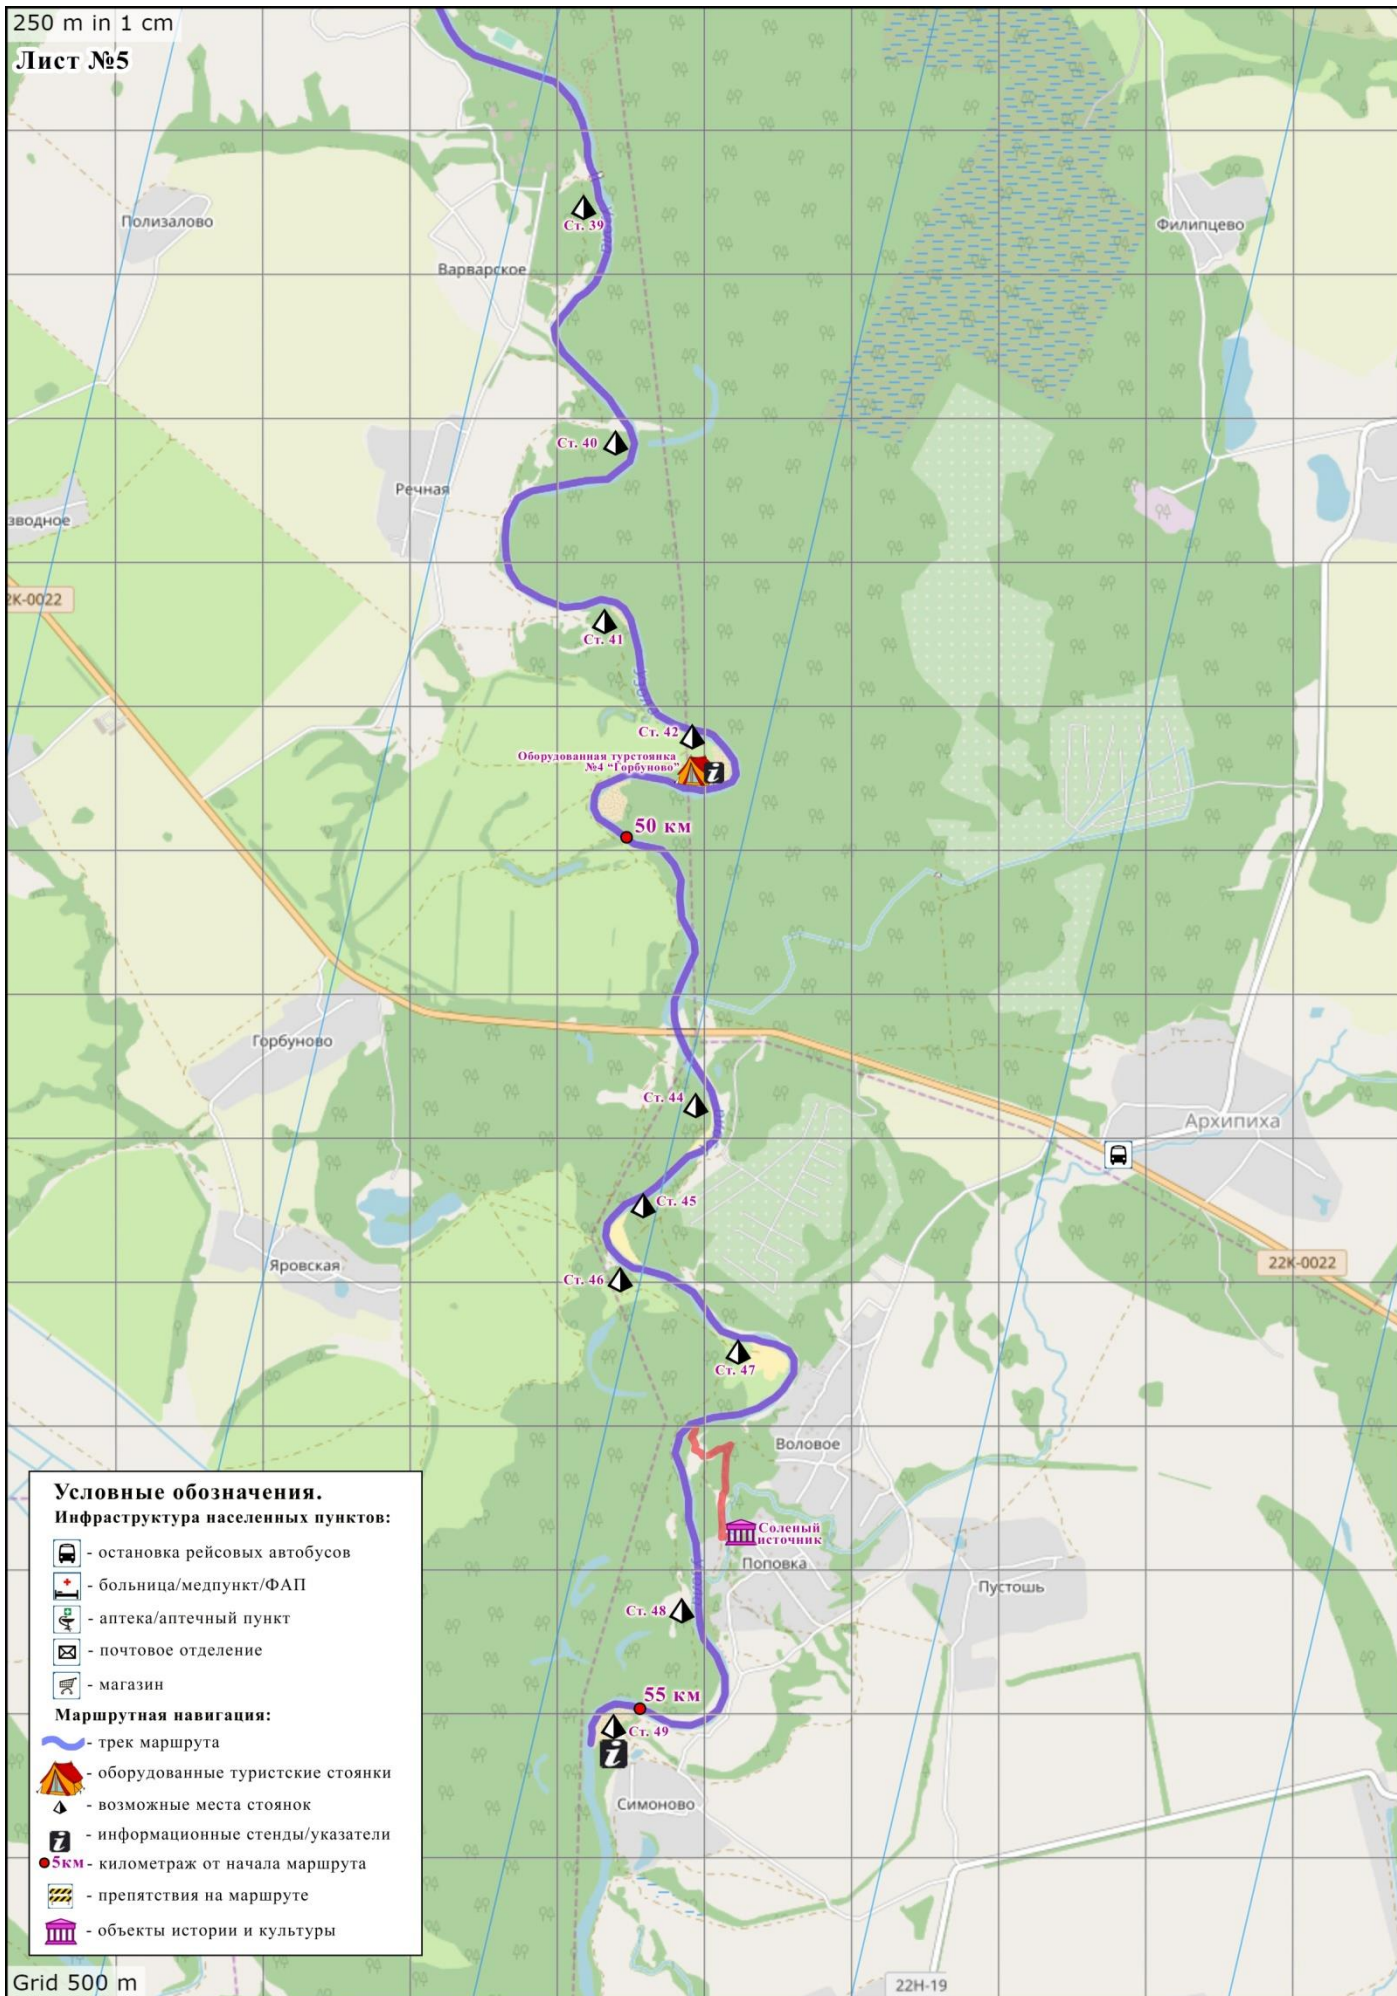 250 m in 1 cm
Лист №5
Полизалово
Филипцево
Ст. 39
Варварское
Ст. 40
Речная
зводное
2К-0022
Ст. 41
Узола
Ст. 42
Оборудованная турстоянка
№4 "Горбуново"
50 км
Горбуново
Ст. 44
Архипиха
Ст. 45
Яровская
22К-0022
Ст. 46
Ст. 47
Воловое
Соленый
источник
Поповка
Пустошь
Ст. 48
55 км
Ст. 49
Симоново
Условные обозначения.
Инфраструктура населенных пунктов:
- остановка рейсовых автобусов
- больница/медпункт/ФАП
- аптека/аптечный пункт
- почтовое отделение
- магазин
Маршрутная навигация:
- трек маршрута
- оборудованные туристские стоянки
- возможные места стоянок
- информационные стенды/указатели
5км - километраж от начала маршрута
- препятствия на маршруте
- объекты истории и культуры
Grid 500 m
22Н-19